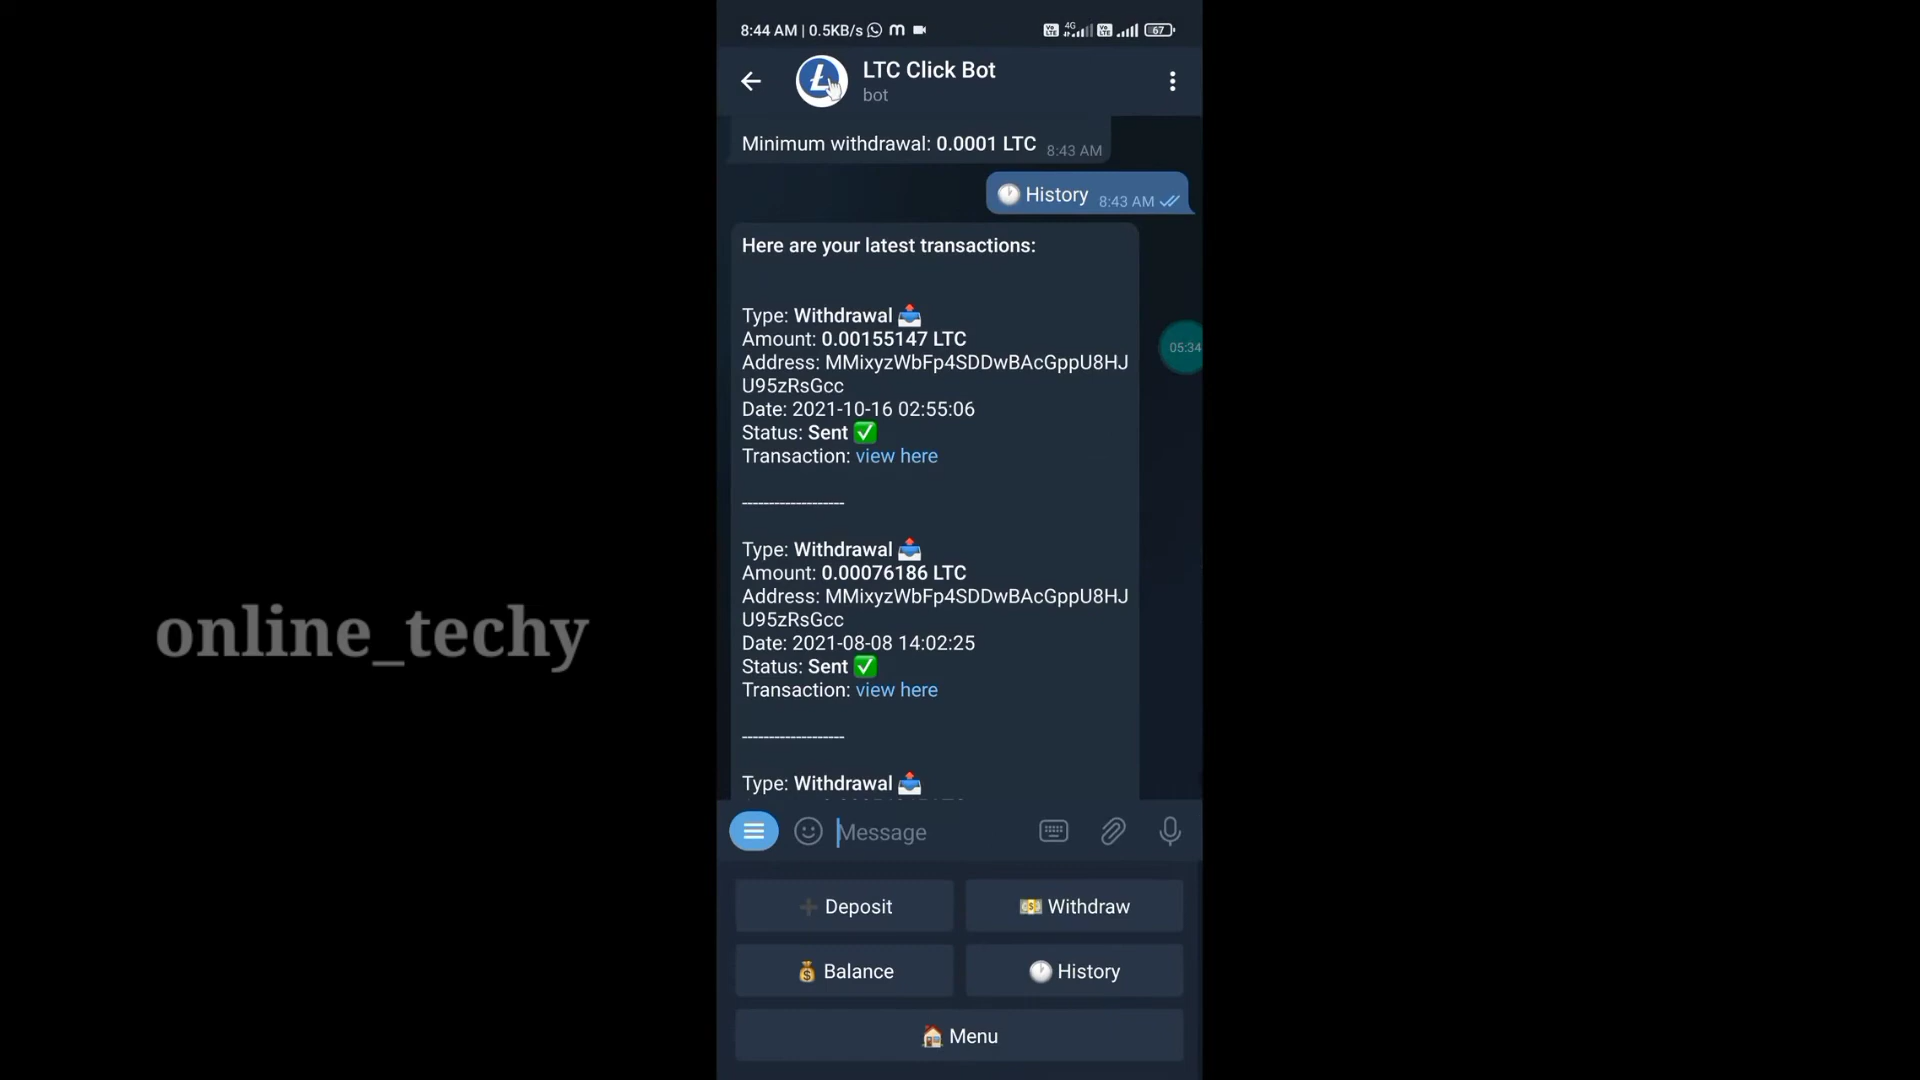 8:44 AM | 0.5KB/s
4G
67
LTC Click Bot
bot
Minimum withdrawal: 0.0001 LTC 8:43 AM
🕐 History 8:43 AM
Here are your latest transactions:
Type: Withdrawal 📤
Amount: 0.00155147 LTC
Address: MMixyzWbFp4SDDwBAcGppU8HJ
U95zRsGcc
Date: 2021-10-16 02:55:06
Status: Sent ✅
Transaction: view here
-------------------
Type: Withdrawal 📤
Amount: 0.00076186 LTC
Address: MMixyzWbFp4SDDwBAcGppU8HJ
U95zRsGcc
Date: 2021-08-08 14:02:25
Status: Sent ✅
Transaction: view here
-------------------
Type: Withdrawal 📤
05:34
online_techy
Message
➕ Deposit
💵 Withdraw
💰 Balance
🕐 History
🏠 Menu